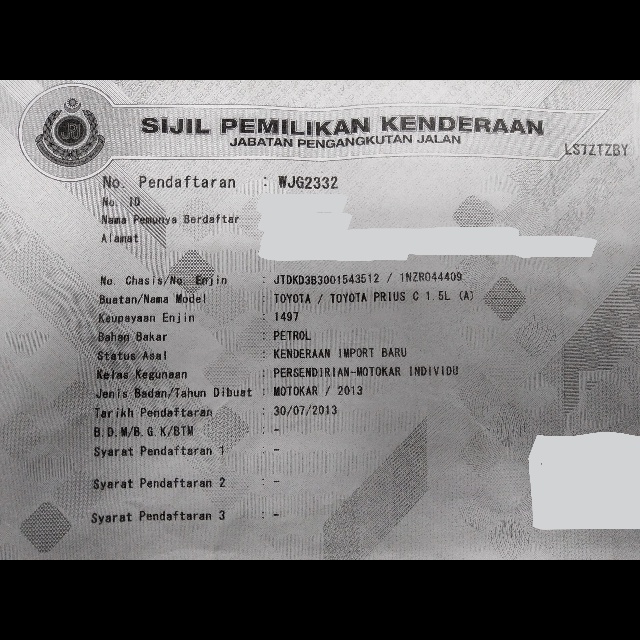 SIJIL PEMILIKAN KENDERAAN
JABATAN PENGANGKUTAN JALAN
LS7ZTZBY
No. Pendaftaran : WJG2332
No. ID
Nama Pemunya Berdaftar
Alamat
No. Chasis/No. Enjin : JTDKD3B3001543512 / 1NZR044409
Buatan/Nama Model : TOYOTA / TOYOTA PRIUS C 1.5L (A)
Keupayaan Enjin : 1497
Bahan Bakar : PETROL
Status Asal : KENDERAAN IMPORT BARU
Kelas Kegunaan : PERSENDIRIAN-MOTOKAR INDIVIDU
Jenis Badan/Tahun Dibuat : MOTOKAR / 2013
Tarikh Pendaftaran : 30/07/2013
B.D.M/B.G.K/BTM : -
Syarat Pendaftaran 1 : -
Syarat Pendaftaran 2 : -
Syarat Pendaftaran 3 : -